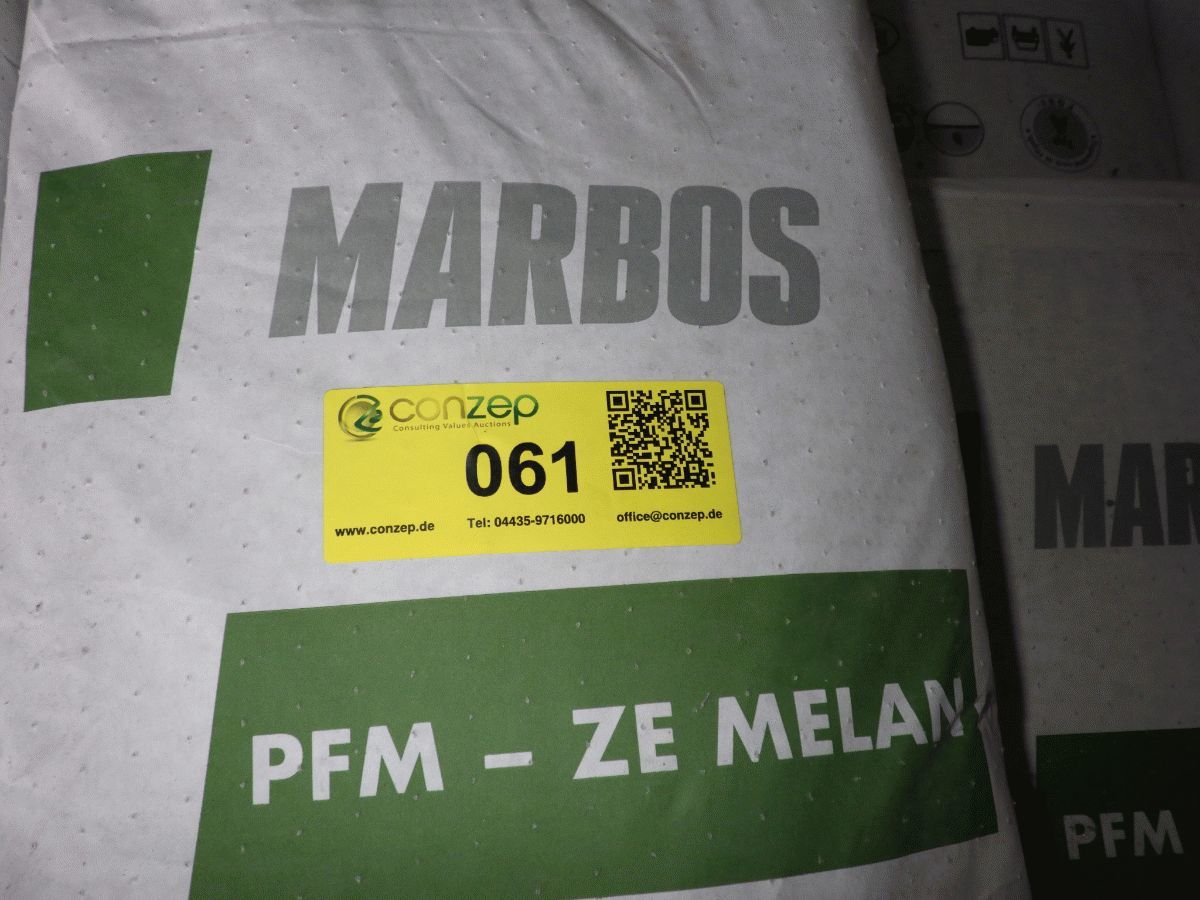 MARBOS
conzep
Consulting Values Auctions
061
www.conzep.de
Tel: 04435-9716000
office@conzep.de
PFM – ZE MELAN
MAR
PFM